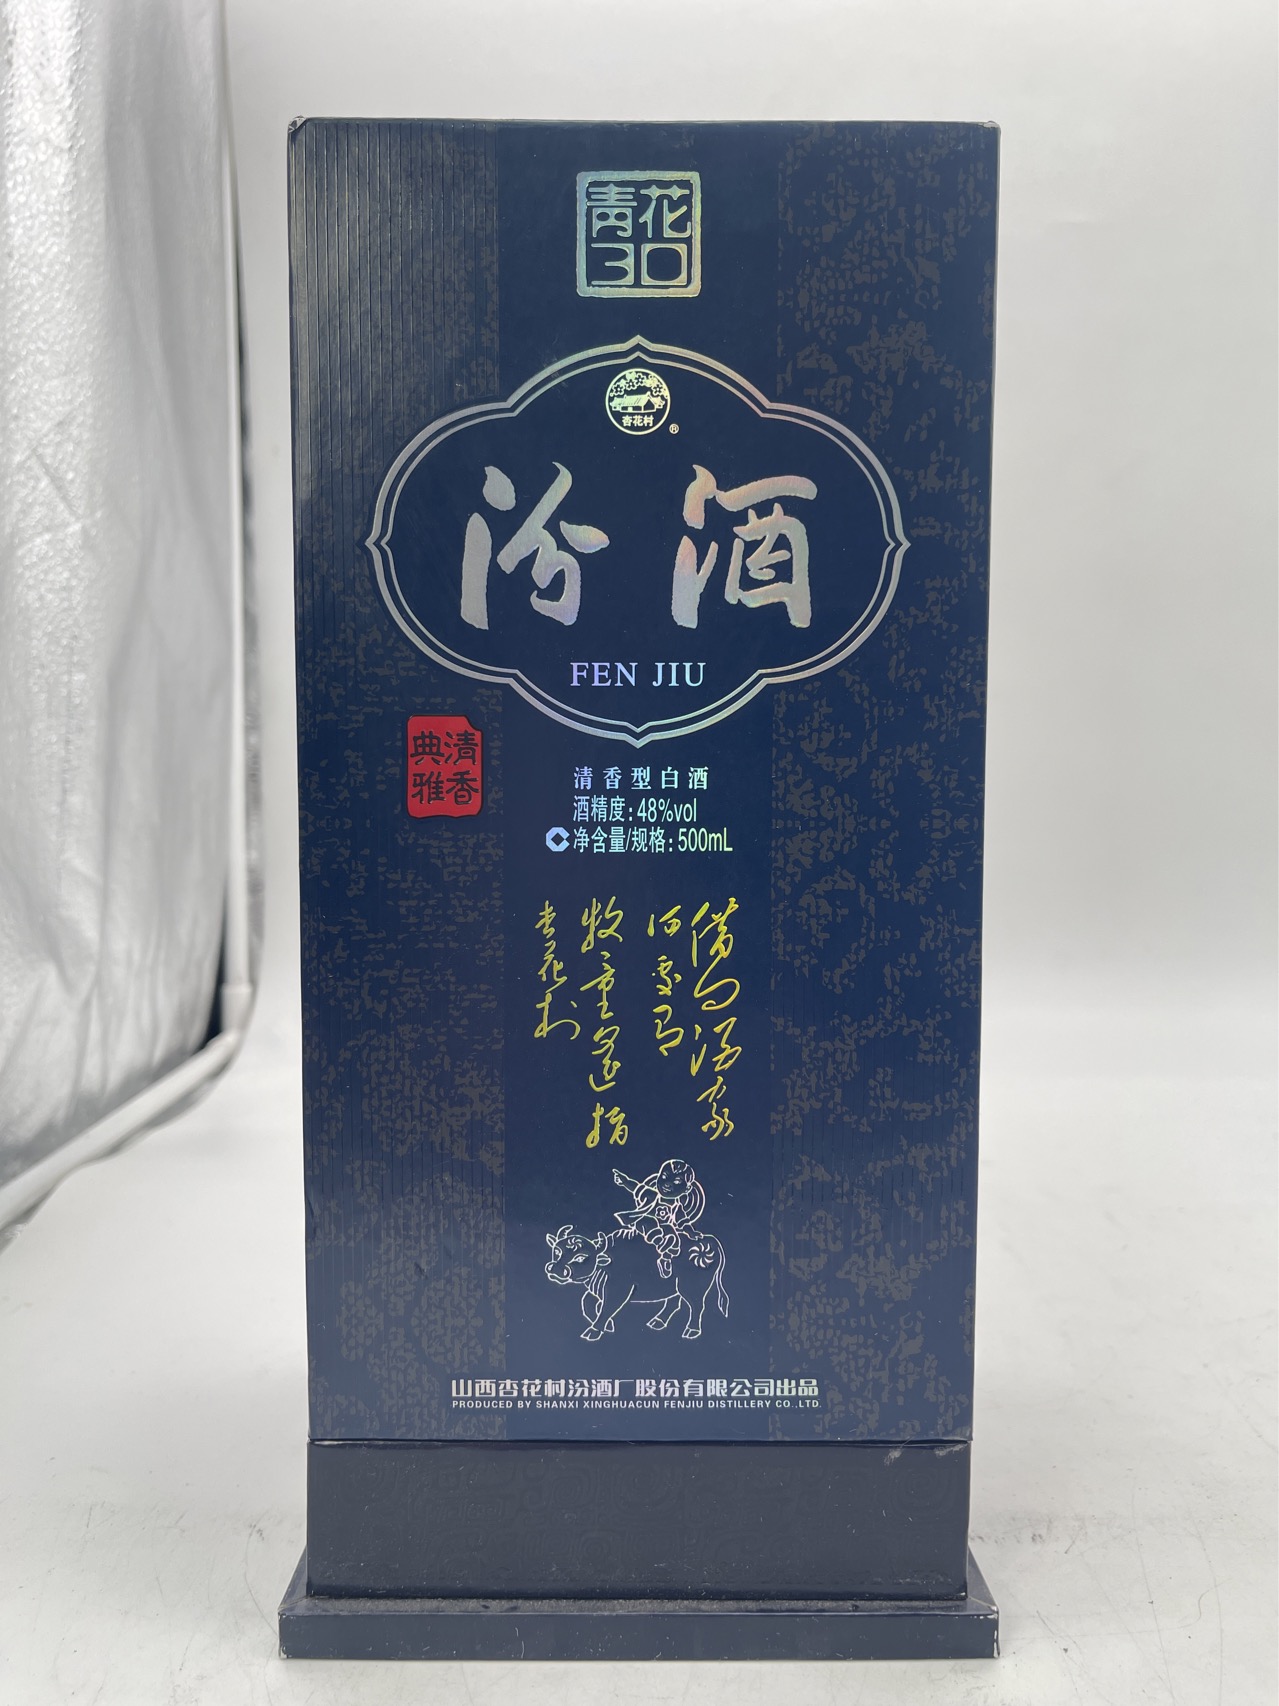 青花
30
杏花村
®
汾酒
FEN JIU
清香
典雅
清香型白酒
酒精度:48%vol
净含量/规格:500mL
借问酒家
何处有
牧童遥指
杏花村
山西杏花村汾酒厂股份有限公司出品
PRODUCED BY SHANXI XINGHUACUN FENJIU DISTILLERY CO.,LTD.